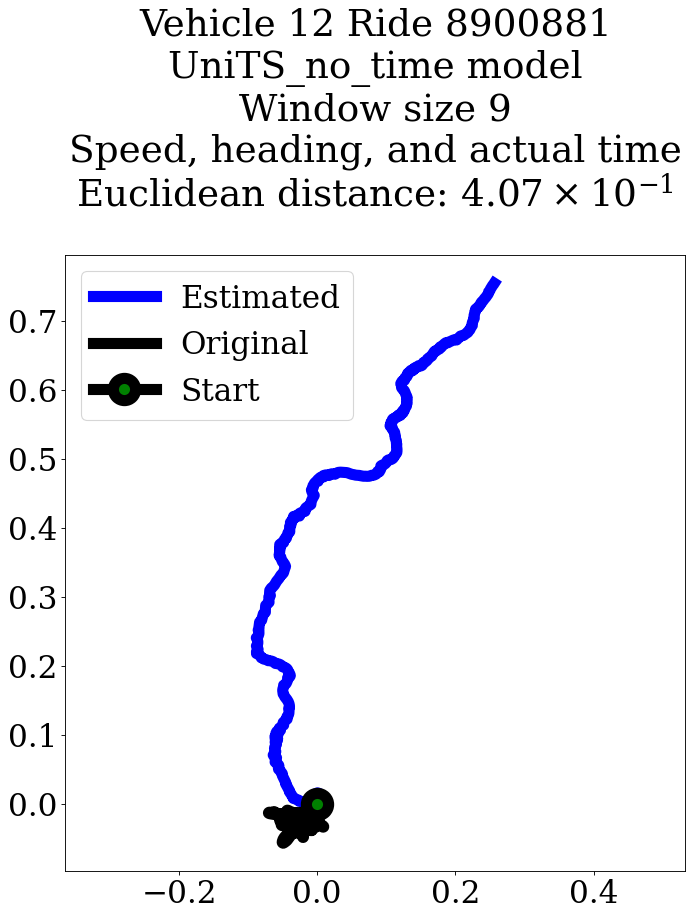 Vehicle 12 Ride 8900881
UniTS_no_time model
Window size 9
Speed, heading, and actual time
Euclidean distance: 4.07 × 10⁻¹
Estimated
Original
Start
0.7
0.6
0.5
0.4
0.3
0.2
0.1
0.0
−0.2 0.0 0.2 0.4